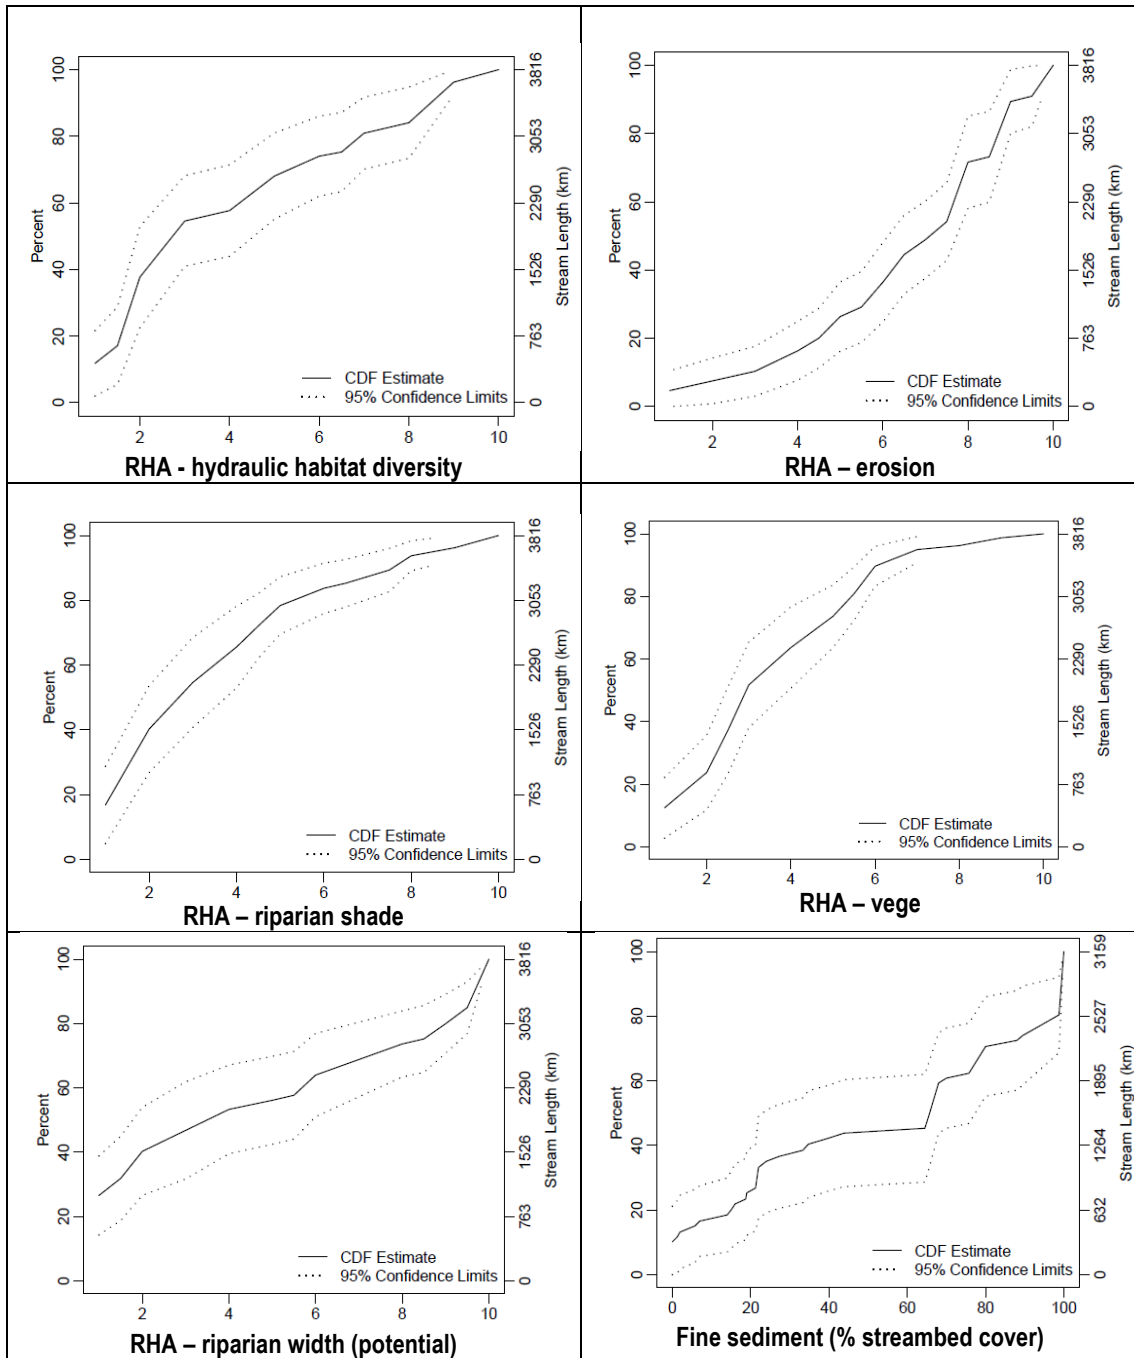 100
80
60
40
20
0
Percent
3816
3053
2290
1526
763
0
Stream Length (km)
CDF Estimate
95% Confidence Limits
2 4 6 8 10
RHA - hydraulic habitat diversity
100
80
60
40
20
0
Percent
3816
3053
2290
1526
763
0
Stream Length (km)
CDF Estimate
95% Confidence Limits
2 4 6 8 10
RHA – erosion
100
80
60
40
20
0
Percent
3816
3053
2290
1526
763
0
Stream Length (km)
CDF Estimate
95% Confidence Limits
2 4 6 8 10
RHA – riparian shade
100
80
60
40
20
0
Percent
3816
3053
2290
1526
763
0
Stream Length (km)
CDF Estimate
95% Confidence Limits
2 4 6 8 10
RHA – vege
100
80
60
40
20
0
Percent
3816
3053
2290
1526
763
0
Stream Length (km)
CDF Estimate
95% Confidence Limits
2 4 6 8 10
RHA – riparian width (potential)
100
80
60
40
20
0
Percent
3159
2527
1895
1264
632
0
Stream Length (km)
CDF Estimate
95% Confidence Limits
0 20 40 60 80 100
Fine sediment (% streambed cover)